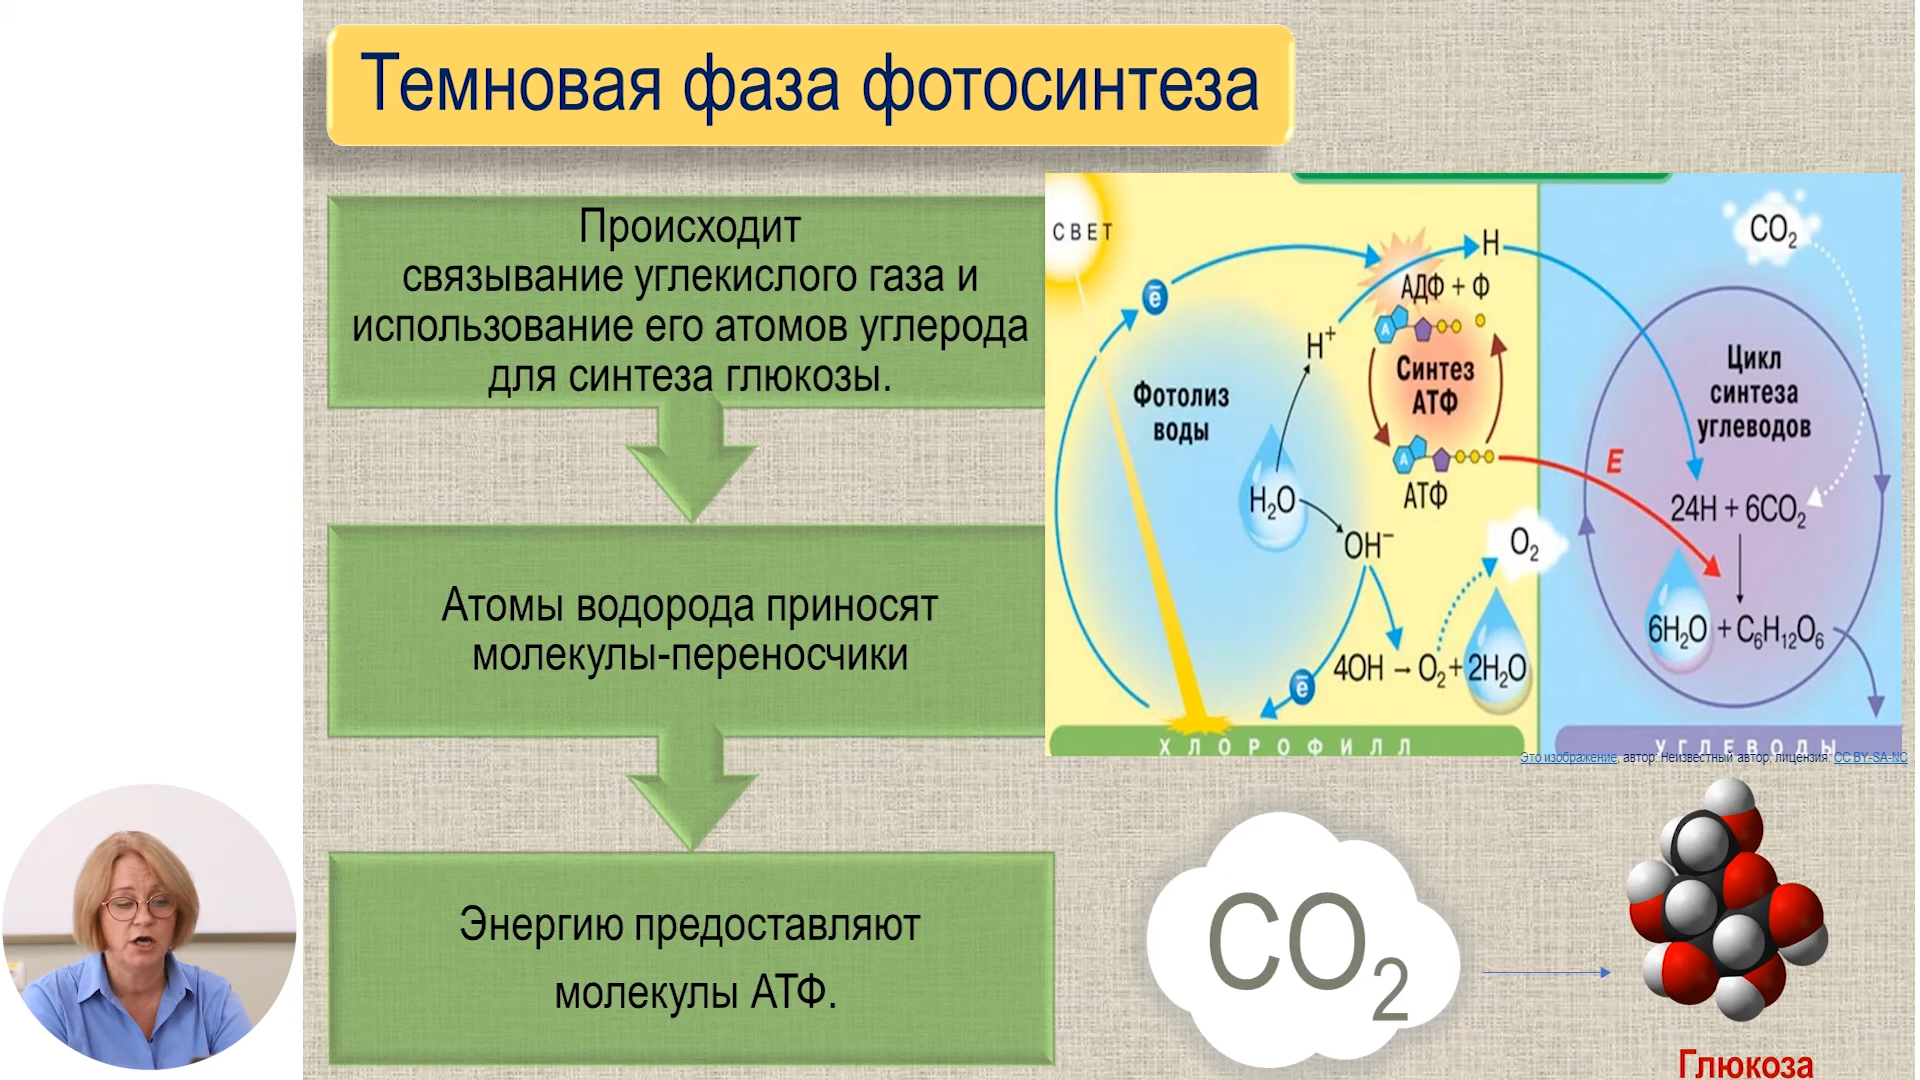 Темновая фаза фотосинтеза
Происходит
связывание углекислого газа и
использование его атомов углерода
для синтеза глюкозы.
Атомы водорода приносят
молекулы-переносчики
Энергию предоставляют
молекулы АТФ.
СВЕТ
ē
H
АДФ + Ф
H⁺
А
Синтез
АТФ
Фотолиз
воды
H₂O
А
АТФ
OH⁻
O₂
4OH → O₂ + 2H₂O
ē
ХЛОРОФИЛЛ
CO₂
Цикл
синтеза
углеводов
E
24H + 6CO₂
6H₂O + C₆H₁₂O₆
УГЛЕВОДЫ
Это изображение, автор: Неизвестный автор, лицензия: CC BY-SA-NC
CO₂
Глюкоза